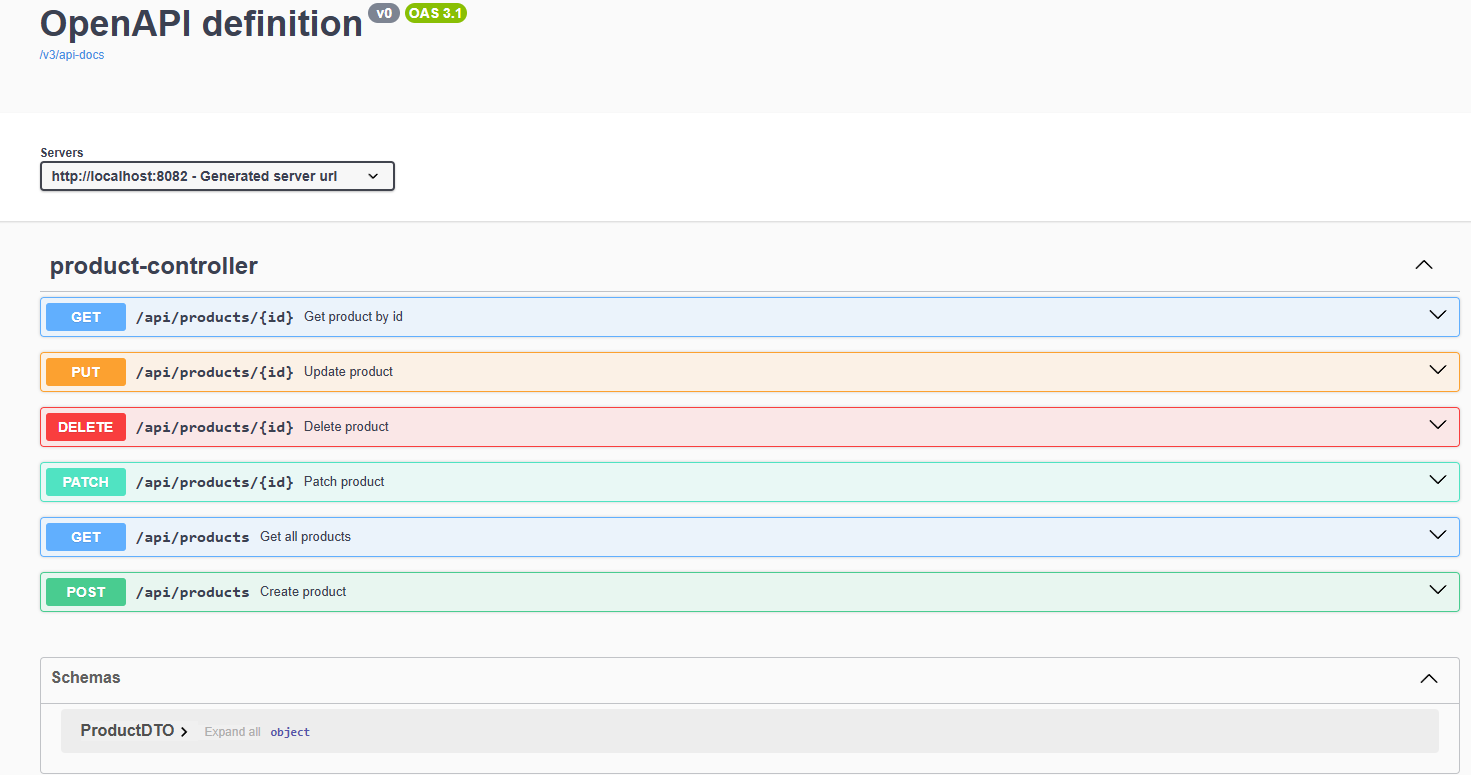 OpenAPI definition v0 OAS 3.1
/v3/api-docs
Servers
http://localhost:8082 - Generated server url
product-controller
GET /api/products/{id} Get product by id
PUT /api/products/{id} Update product
DELETE /api/products/{id} Delete product
PATCH /api/products/{id} Patch product
GET /api/products Get all products
POST /api/products Create product
Schemas
ProductDTO Expand all object